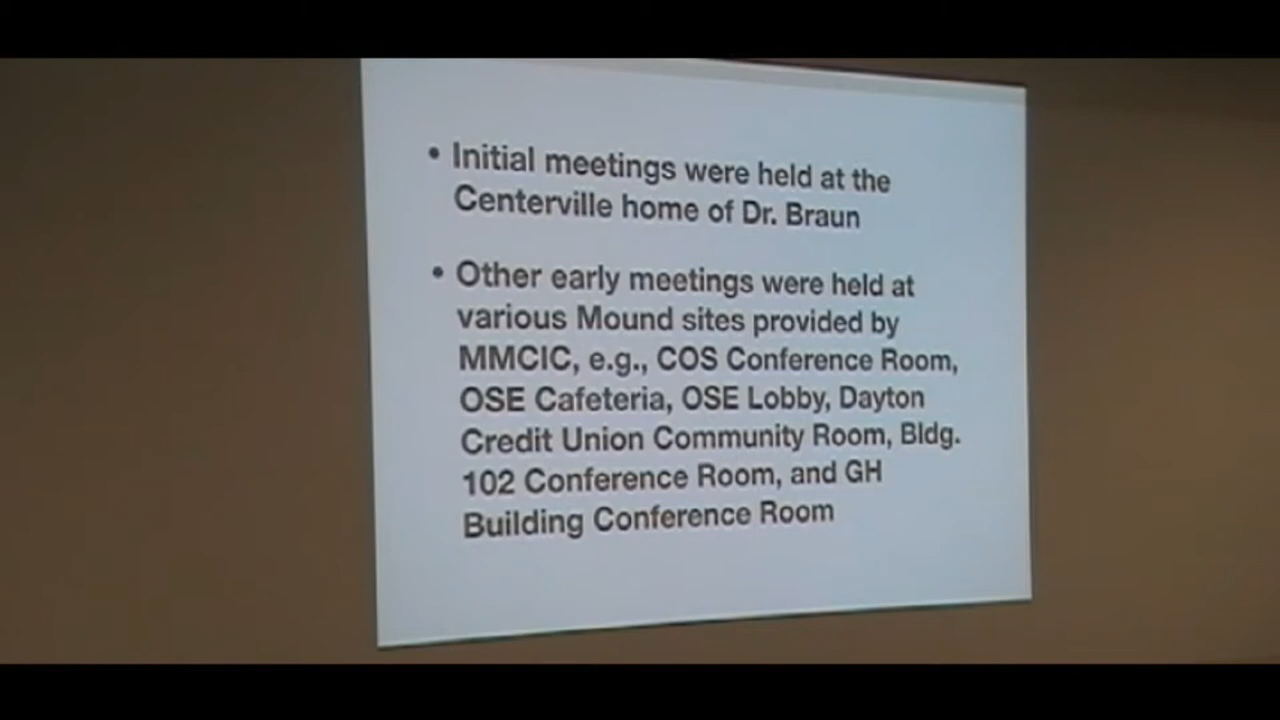 • Initial meetings were held at the
Centerville home of Dr. Braun
• Other early meetings were held at
various Mound sites provided by
MMCIC, e.g., COS Conference Room,
OSE Cafeteria, OSE Lobby, Dayton
Credit Union Community Room, Bldg.
102 Conference Room, and GH
Building Conference Room